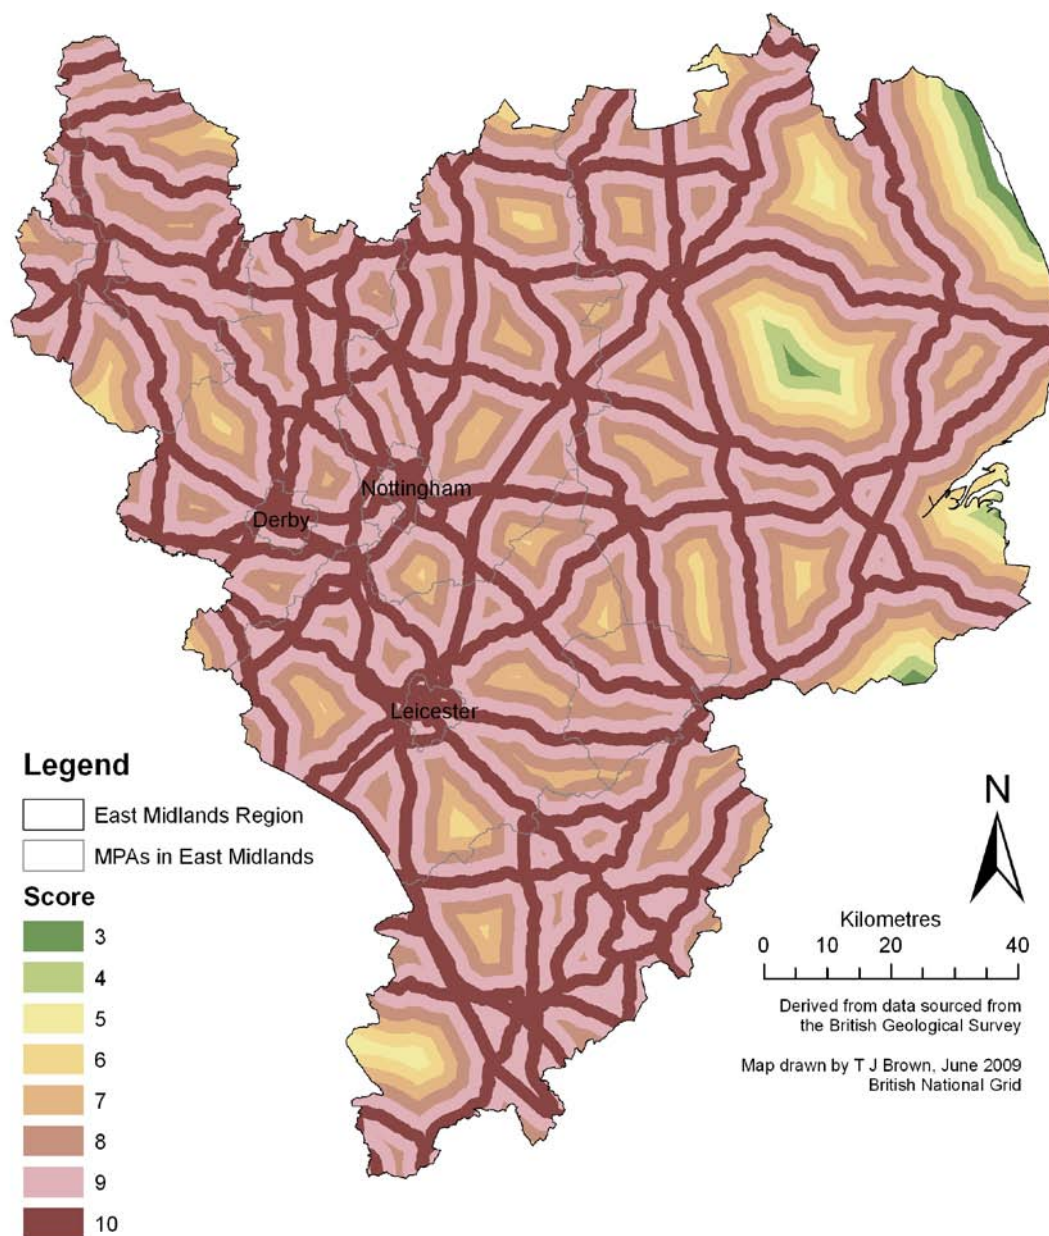 Nottingham
Derby
Leicester
Legend
East Midlands Region
MPAs in East Midlands
Score
3
4
5
6
7
8
9
10
N
Kilometres
0 10 20 40
Derived from data sourced from
the British Geological Survey
Map drawn by T J Brown, June 2009
British National Grid